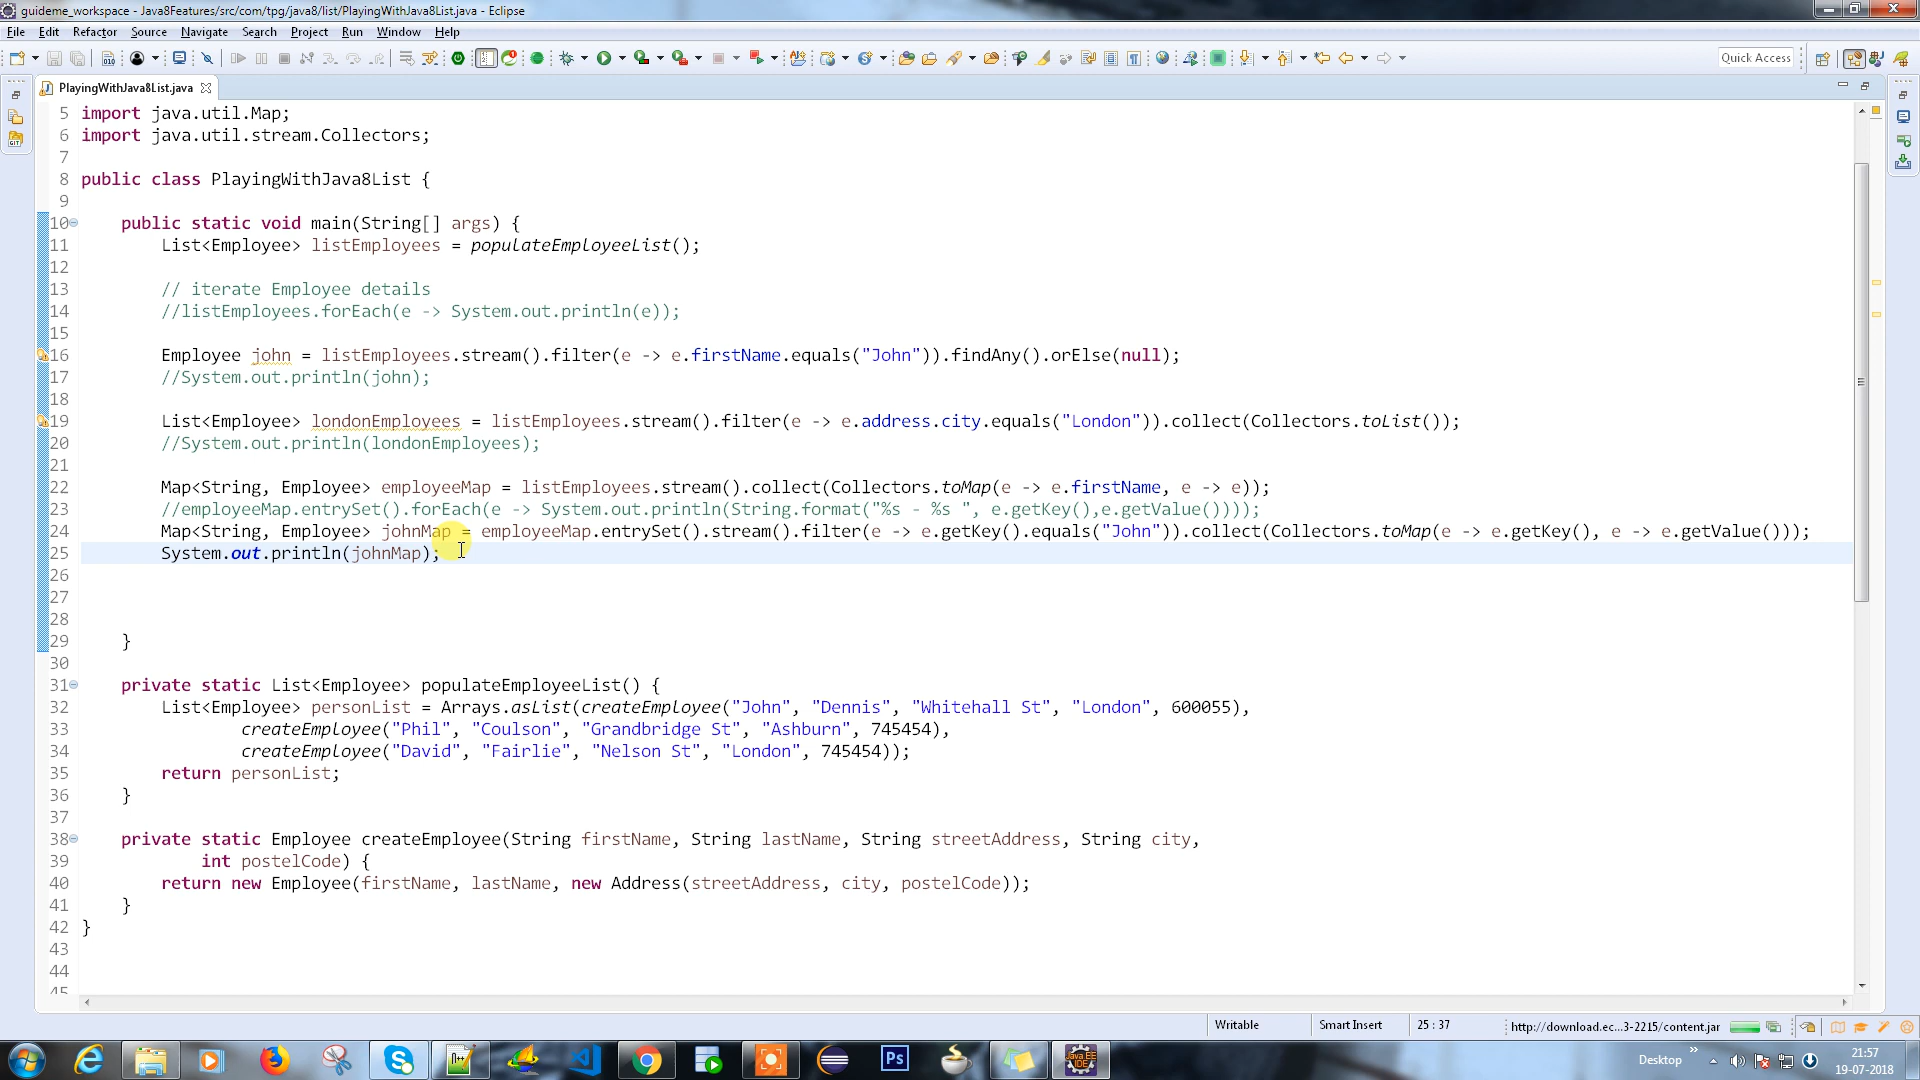 guideme_workspace - Java8Features/src/com/tpg/java8/list/PlayingWithJava8List.java - Eclipse
File Edit Refactor Source Navigate Search Project Run Window Help
Quick Access
PlayingWithJava8List.java
5 import java.util.Map;
6 import java.util.stream.Collectors;
7
8 public class PlayingWithJava8List {
9
10 public static void main(String[] args) {
11 List<Employee> listEmployees = populateEmployeeList();
12
13 // iterate Employee details
14 //listEmployees.forEach(e -> System.out.println(e));
15
16 Employee john = listEmployees.stream().filter(e -> e.firstName.equals("John")).findAny().orElse(null);
17 //System.out.println(john);
18
19 List<Employee> londonEmployees = listEmployees.stream().filter(e -> e.address.city.equals("London")).collect(Collectors.toList());
20 //System.out.println(londonEmployees);
21
22 Map<String, Employee> employeeMap = listEmployees.stream().collect(Collectors.toMap(e -> e.firstName, e -> e));
23 //employeeMap.entrySet().forEach(e -> System.out.println(String.format("%s - %s ", e.getKey(),e.getValue())));
24 Map<String, Employee> johnMap = employeeMap.entrySet().stream().filter(e -> e.getKey().equals("John")).collect(Collectors.toMap(e -> e.getKey(), e -> e.getValue()));
25 System.out.println(johnMap);
26
27
28
29 }
30
31 private static List<Employee> populateEmployeeList() {
32 List<Employee> personList = Arrays.asList(createEmployee("John", "Dennis", "Whitehall St", "London", 600055),
33 createEmployee("Phil", "Coulson", "Grandbridge St", "Ashburn", 745454),
34 createEmployee("David", "Fairlie", "Nelson St", "London", 745454));
35 return personList;
36 }
37
38 private static Employee createEmployee(String firstName, String lastName, String streetAddress, String city,
39 int postelCode) {
40 return new Employee(firstName, lastName, new Address(streetAddress, city, postelCode));
41 }
42 }
43
44
45
Writable Smart Insert 25 : 37 http://download.ec...3-2215/content.jar
Ps
Java EE
IDE
Desktop
21:57
19-07-2018